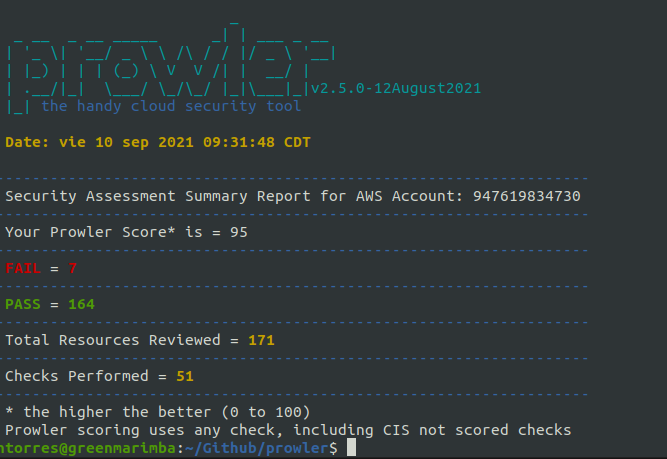 prowler v2.5.0-12August2021
the handy cloud security tool
Date: vie 10 sep 2021 09:31:48 CDT
Security Assessment Summary Report for AWS Account: 947619834730
Your Prowler Score* is = 95
FAIL = 7
PASS = 164
Total Resources Reviewed = 171
Checks Performed = 51
* the higher the better (0 to 100)
Prowler scoring uses any check, including CIS not scored checks
ntorres@greenmarimba:~/Github/prowler$